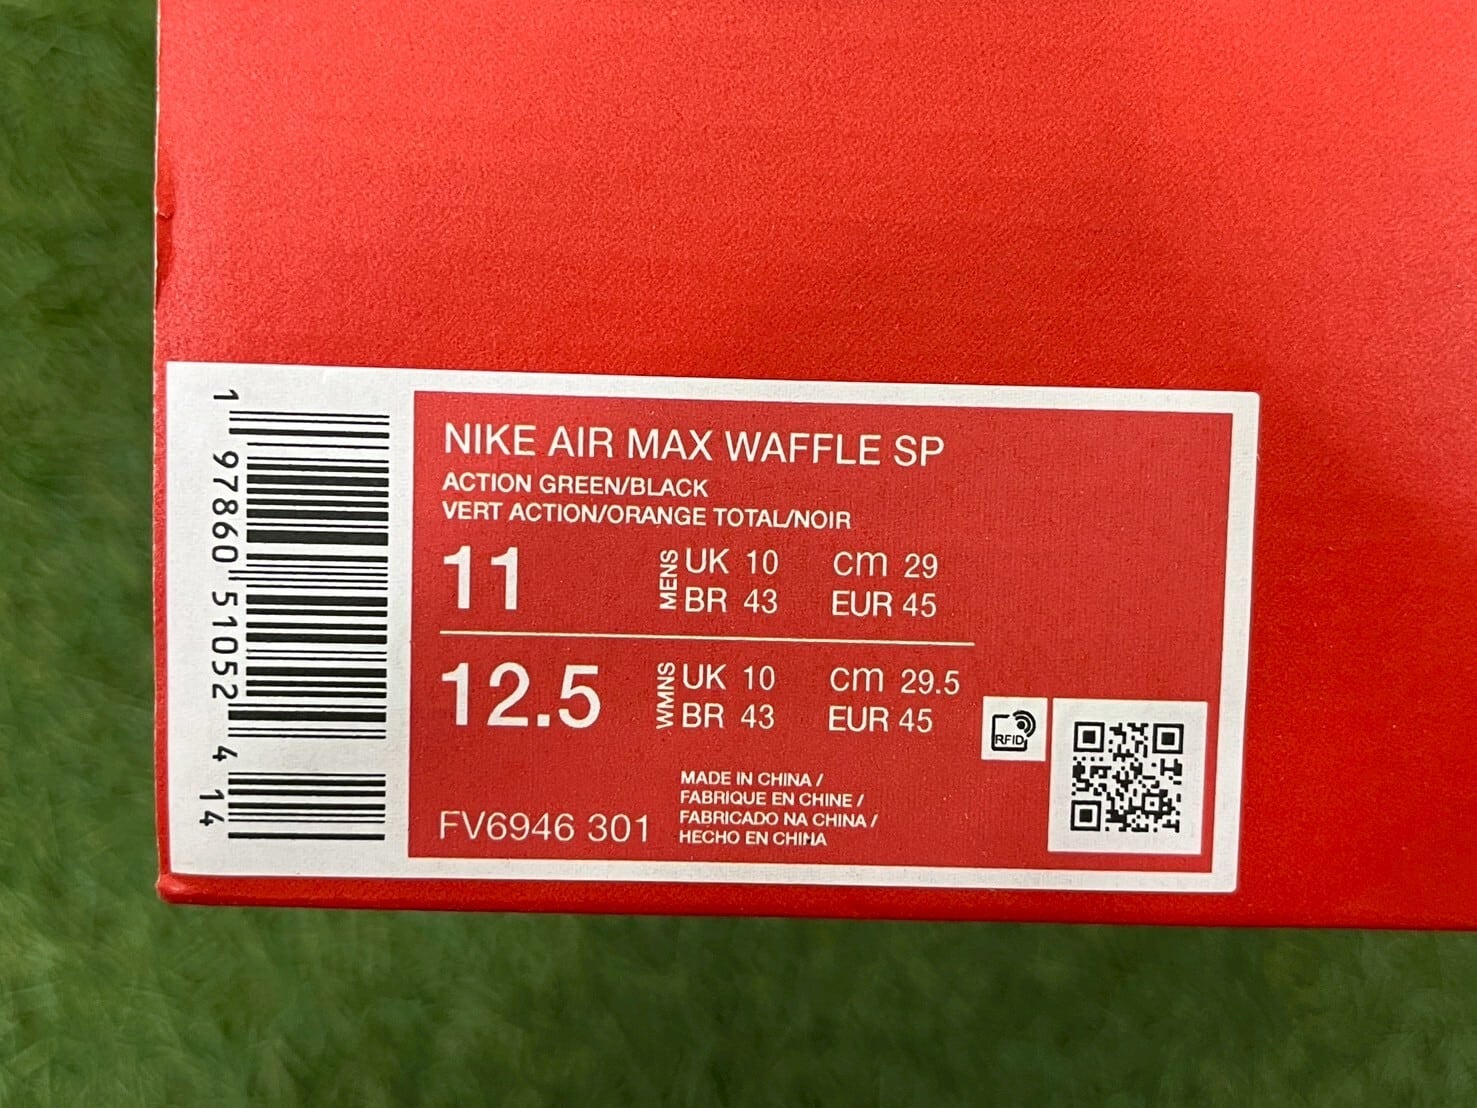 1 97860 51052 4 14
NIKE AIR MAX WAFFLE SP
ACTION GREEN/BLACK
VERT ACTION/ORANGE TOTAL/NOIR
11 MENS UK 10 cm 29
BR 43 EUR 45
12.5 WMNS UK 10 cm 29.5
BR 43 EUR 45
RFID
MADE IN CHINA /
FABRIQUE EN CHINE /
FABRICADO NA CHINA /
HECHO EN CHINA
FV6946 301